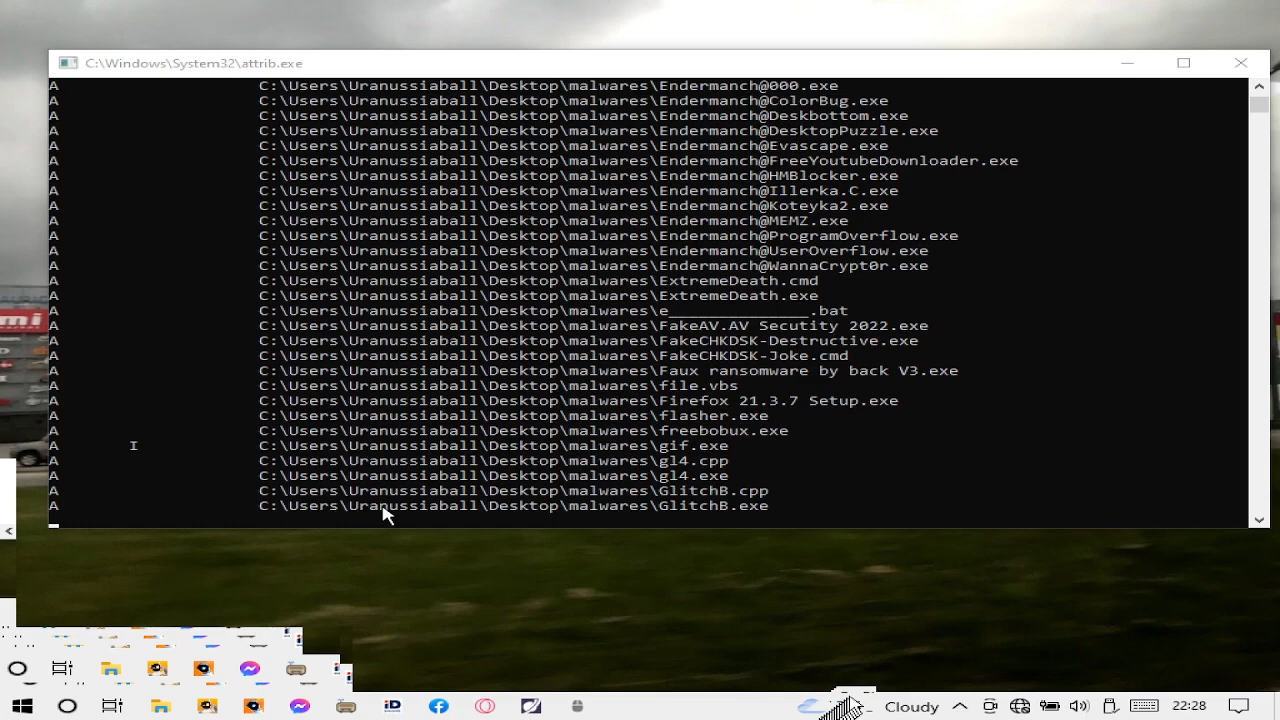 C:\Windows\System32\attrib.exe
A C:\Users\Uranussiaball\Desktop\malwares\Endermanch@000.exe
A C:\Users\Uranussiaball\Desktop\malwares\Endermanch@ColorBug.exe
A C:\Users\Uranussiaball\Desktop\malwares\Endermanch@Deskbottom.exe
A C:\Users\Uranussiaball\Desktop\malwares\Endermanch@DesktopPuzzle.exe
A C:\Users\Uranussiaball\Desktop\malwares\Endermanch@Evascape.exe
A C:\Users\Uranussiaball\Desktop\malwares\Endermanch@FreeYoutubeDownloader.exe
A C:\Users\Uranussiaball\Desktop\malwares\Endermanch@HMBlocker.exe
A C:\Users\Uranussiaball\Desktop\malwares\Endermanch@Illerka.C.exe
A C:\Users\Uranussiaball\Desktop\malwares\Endermanch@Koteyka2.exe
A C:\Users\Uranussiaball\Desktop\malwares\Endermanch@MEMZ.exe
A C:\Users\Uranussiaball\Desktop\malwares\Endermanch@ProgramOverflow.exe
A C:\Users\Uranussiaball\Desktop\malwares\Endermanch@UserOverflow.exe
A C:\Users\Uranussiaball\Desktop\malwares\Endermanch@WannaCrypt0r.exe
A C:\Users\Uranussiaball\Desktop\malwares\ExtremeDeath.cmd
A C:\Users\Uranussiaball\Desktop\malwares\ExtremeDeath.exe
A C:\Users\Uranussiaball\Desktop\malwares\e______________.bat
A C:\Users\Uranussiaball\Desktop\malwares\FakeAV.AV Secutity 2022.exe
A C:\Users\Uranussiaball\Desktop\malwares\FakeCHKDSK-Destructive.exe
A C:\Users\Uranussiaball\Desktop\malwares\FakeCHKDSK-Joke.cmd
A C:\Users\Uranussiaball\Desktop\malwares\Faux ransomware by back V3.exe
A C:\Users\Uranussiaball\Desktop\malwares\file.vbs
A C:\Users\Uranussiaball\Desktop\malwares\Firefox 21.3.7 Setup.exe
A C:\Users\Uranussiaball\Desktop\malwares\flasher.exe
A C:\Users\Uranussiaball\Desktop\malwares\freebobux.exe
A C:\Users\Uranussiaball\Desktop\malwares\gif.exe
A C:\Users\Uranussiaball\Desktop\malwares\gl4.cpp
A C:\Users\Uranussiaball\Desktop\malwares\gl4.exe
A C:\Users\Uranussiaball\Desktop\malwares\GlitchB.cpp
A C:\Users\Uranussiaball\Desktop\malwares\GlitchB.exe
iD
Cloudy
22:28